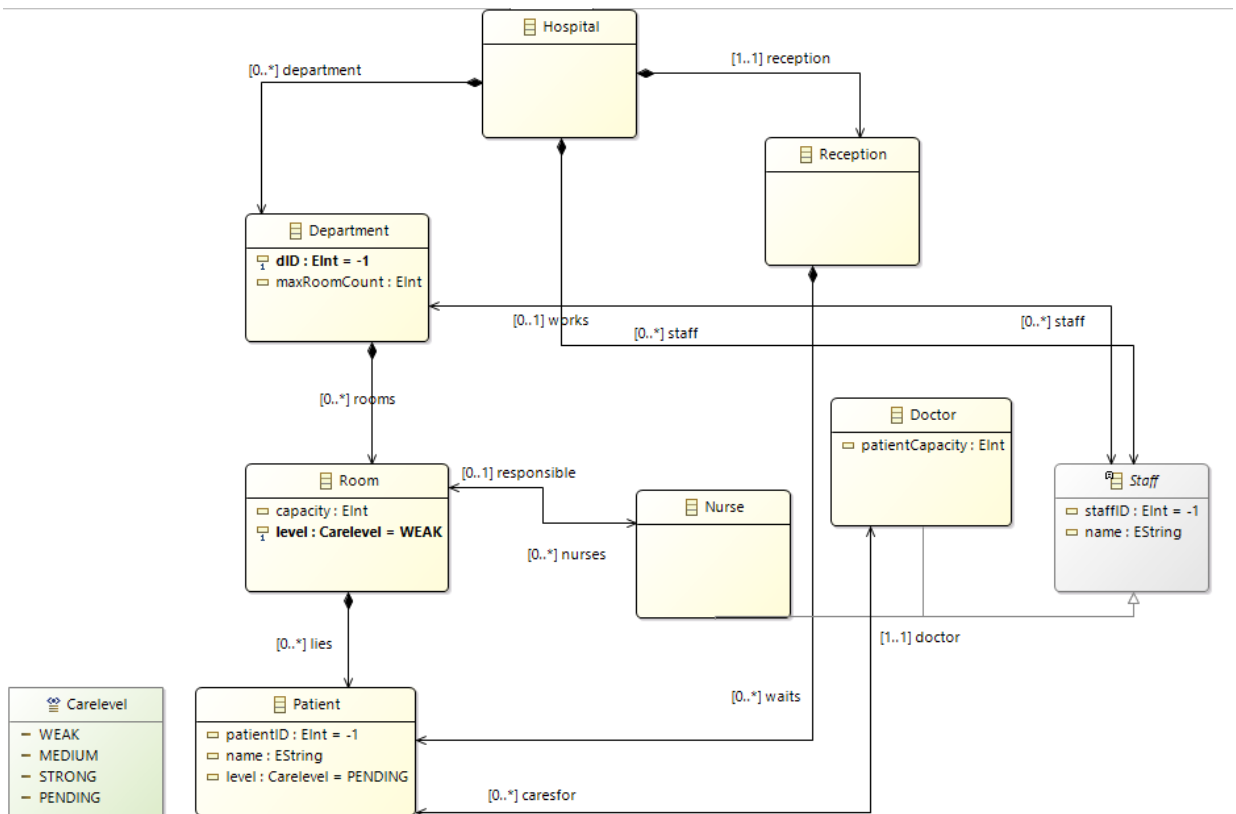 Hospital
[0..*] department
[1..1] reception
Reception
Department
dID : EInt = -1
maxRoomCount : EInt
[0..1] works
[0..*] staff
[0..*] staff
[0..*] rooms
Doctor
patientCapacity : EInt
Room
capacity : EInt
level : Carelevel = WEAK
[0..1] responsible
Nurse
Staff
staffID : EInt = -1
name : EString
[0..*] nurses
[0..*] lies
[1..1] doctor
Carelevel
WEAK
MEDIUM
STRONG
PENDING
Patient
patientID : EInt = -1
name : EString
level : Carelevel = PENDING
[0..*] waits
[0..*] caresfor